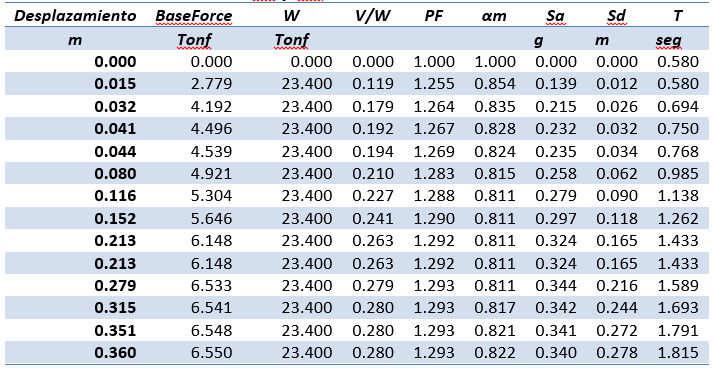 Desplazamiento BaseForce W V/W PF αm Sa Sd T
m Tonf Tonf g m seg
0.000 0.000 0.000 0.000 1.000 1.000 0.000 0.000 0.580
0.015 2.779 23.400 0.119 1.255 0.854 0.139 0.012 0.580
0.032 4.192 23.400 0.179 1.264 0.835 0.215 0.026 0.694
0.041 4.496 23.400 0.192 1.267 0.828 0.232 0.032 0.750
0.044 4.539 23.400 0.194 1.269 0.824 0.235 0.034 0.768
0.080 4.921 23.400 0.210 1.283 0.815 0.258 0.062 0.985
0.116 5.304 23.400 0.227 1.288 0.811 0.279 0.090 1.138
0.152 5.646 23.400 0.241 1.290 0.811 0.297 0.118 1.262
0.213 6.148 23.400 0.263 1.292 0.811 0.324 0.165 1.433
0.213 6.148 23.400 0.263 1.292 0.811 0.324 0.165 1.433
0.279 6.533 23.400 0.279 1.293 0.811 0.344 0.216 1.589
0.315 6.541 23.400 0.280 1.293 0.817 0.342 0.244 1.693
0.351 6.548 23.400 0.280 1.293 0.821 0.341 0.272 1.791
0.360 6.550 23.400 0.280 1.293 0.822 0.340 0.278 1.815